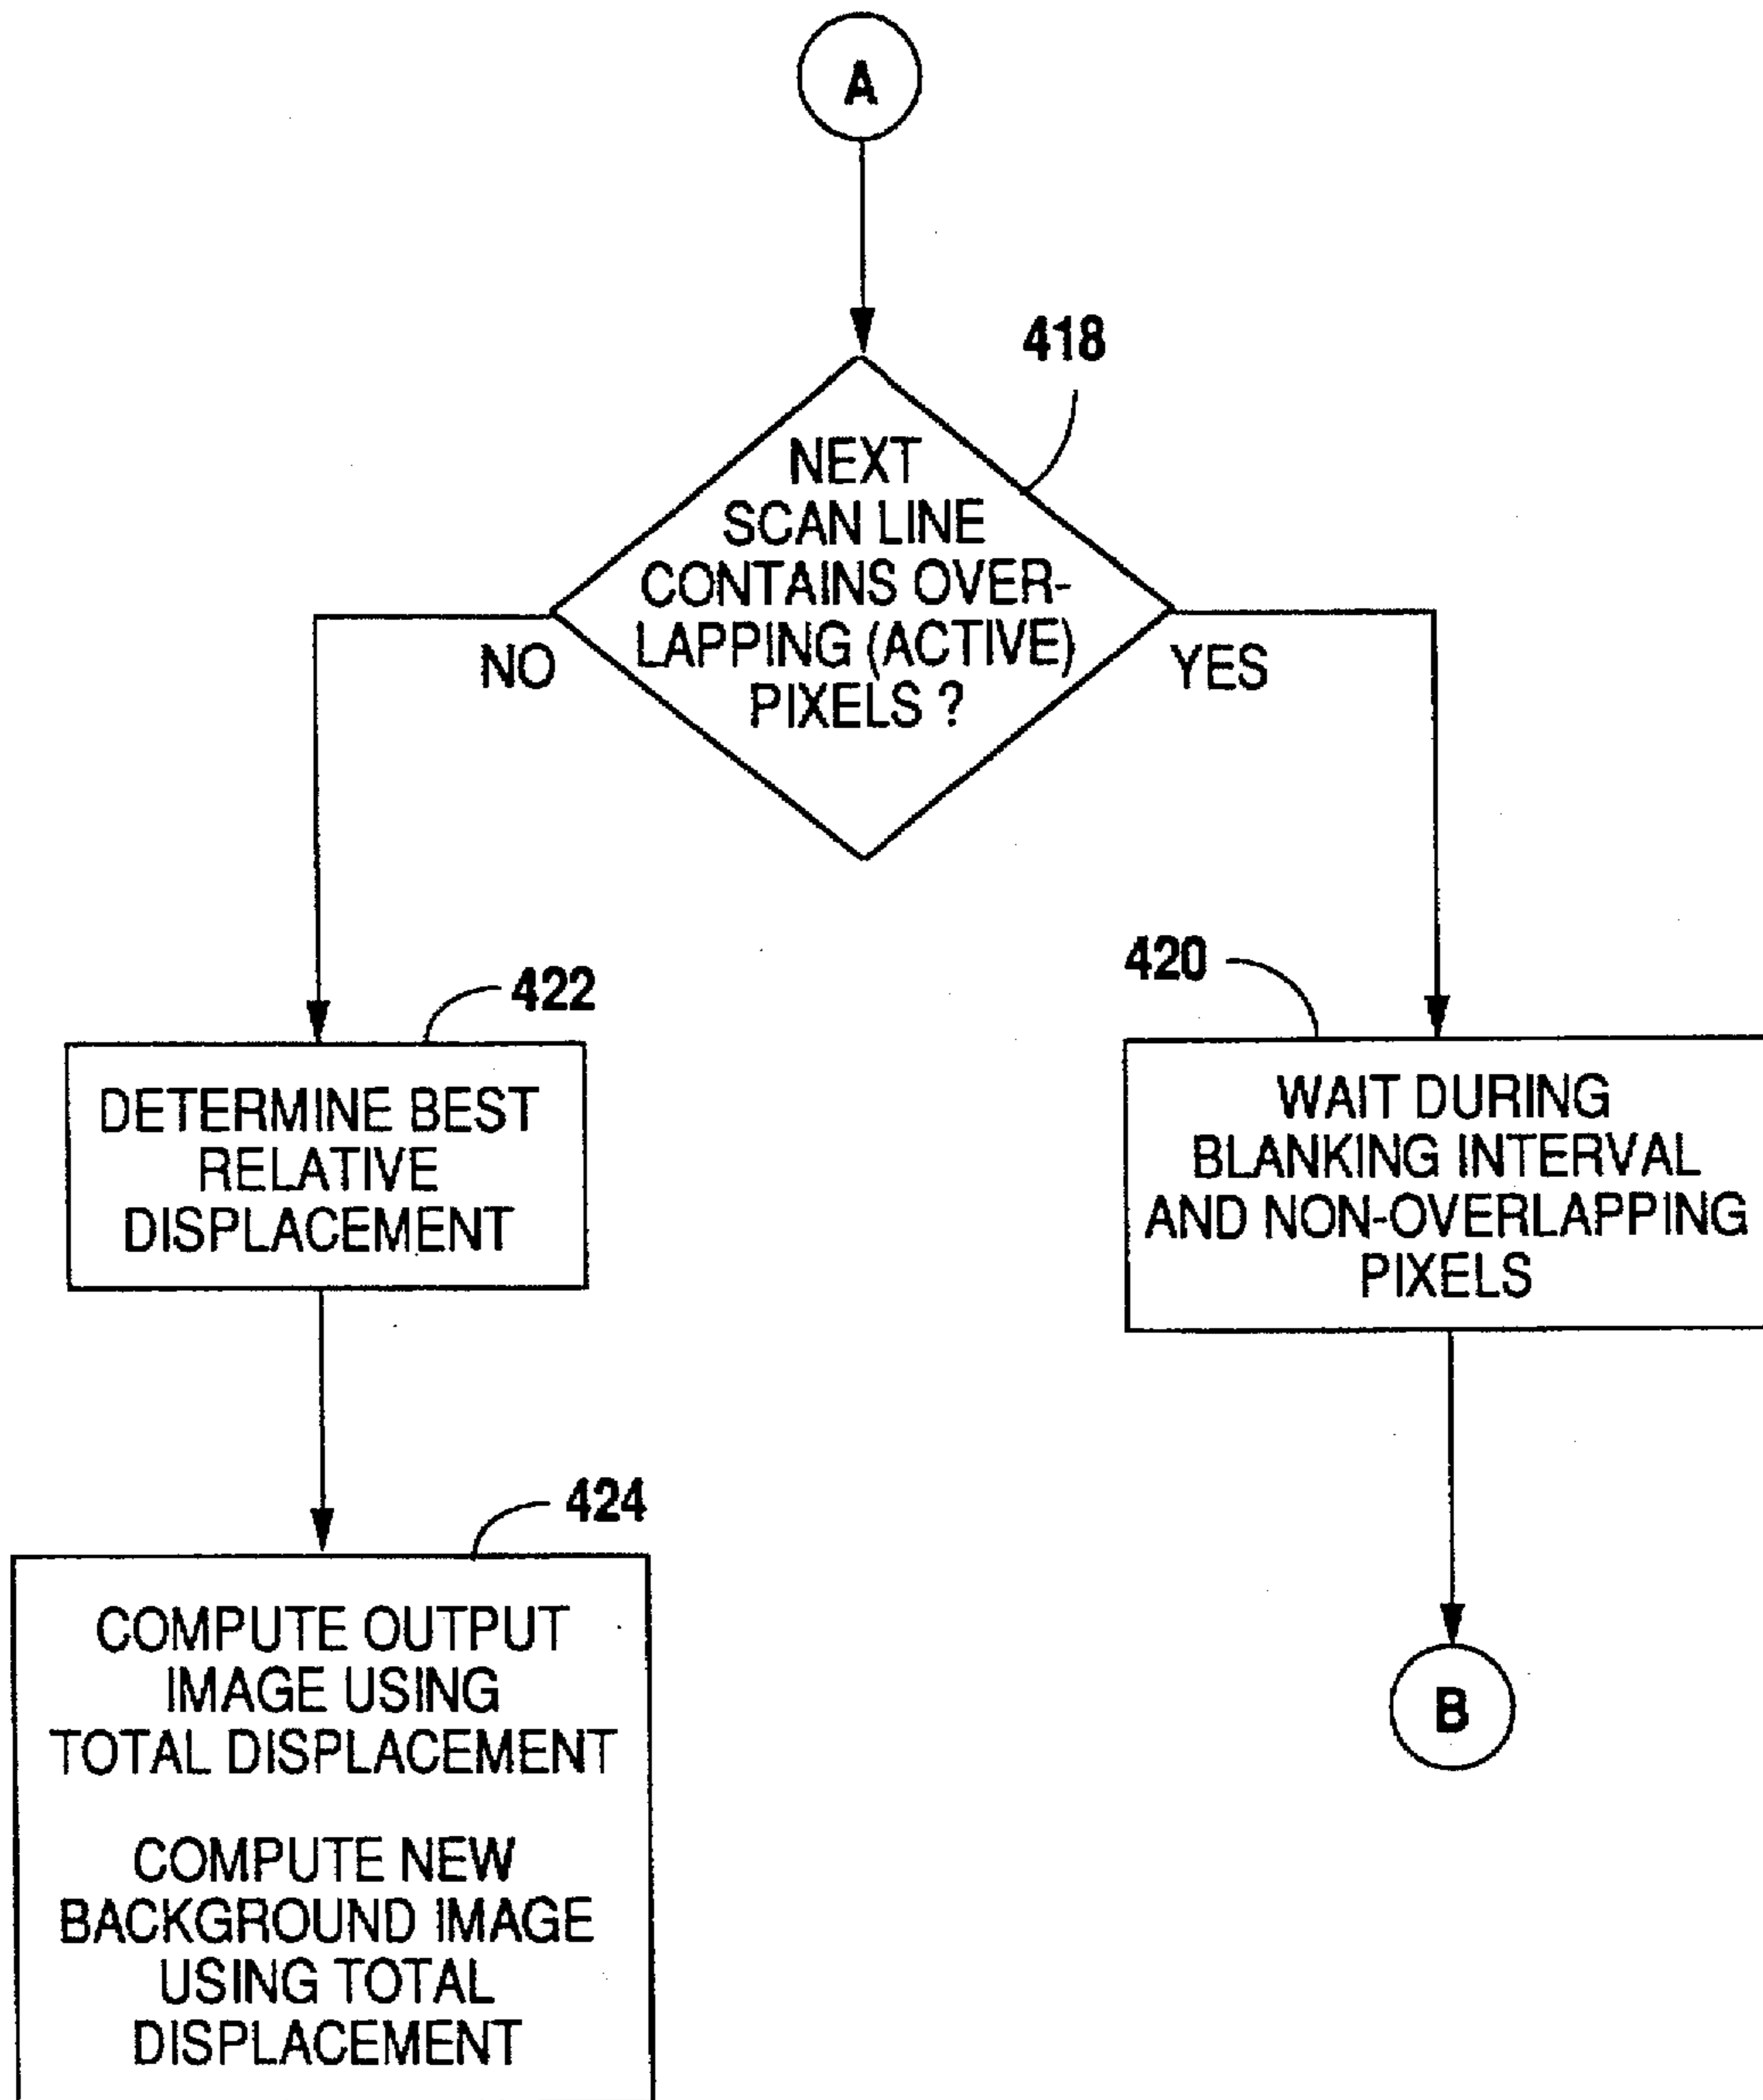 A
418
NEXT
SCAN LINE
CONTAINS OVER-
LAPPING (ACTIVE)
PIXELS ?
NO
YES
422
DETERMINE BEST
RELATIVE
DISPLACEMENT
420
WAIT DURING
BLANKING INTERVAL
AND NON-OVERLAPPING
PIXELS
424
COMPUTE OUTPUT
IMAGE USING
TOTAL DISPLACEMENT
COMPUTE NEW
BACKGROUND IMAGE
USING TOTAL
DISPLACEMENT
B